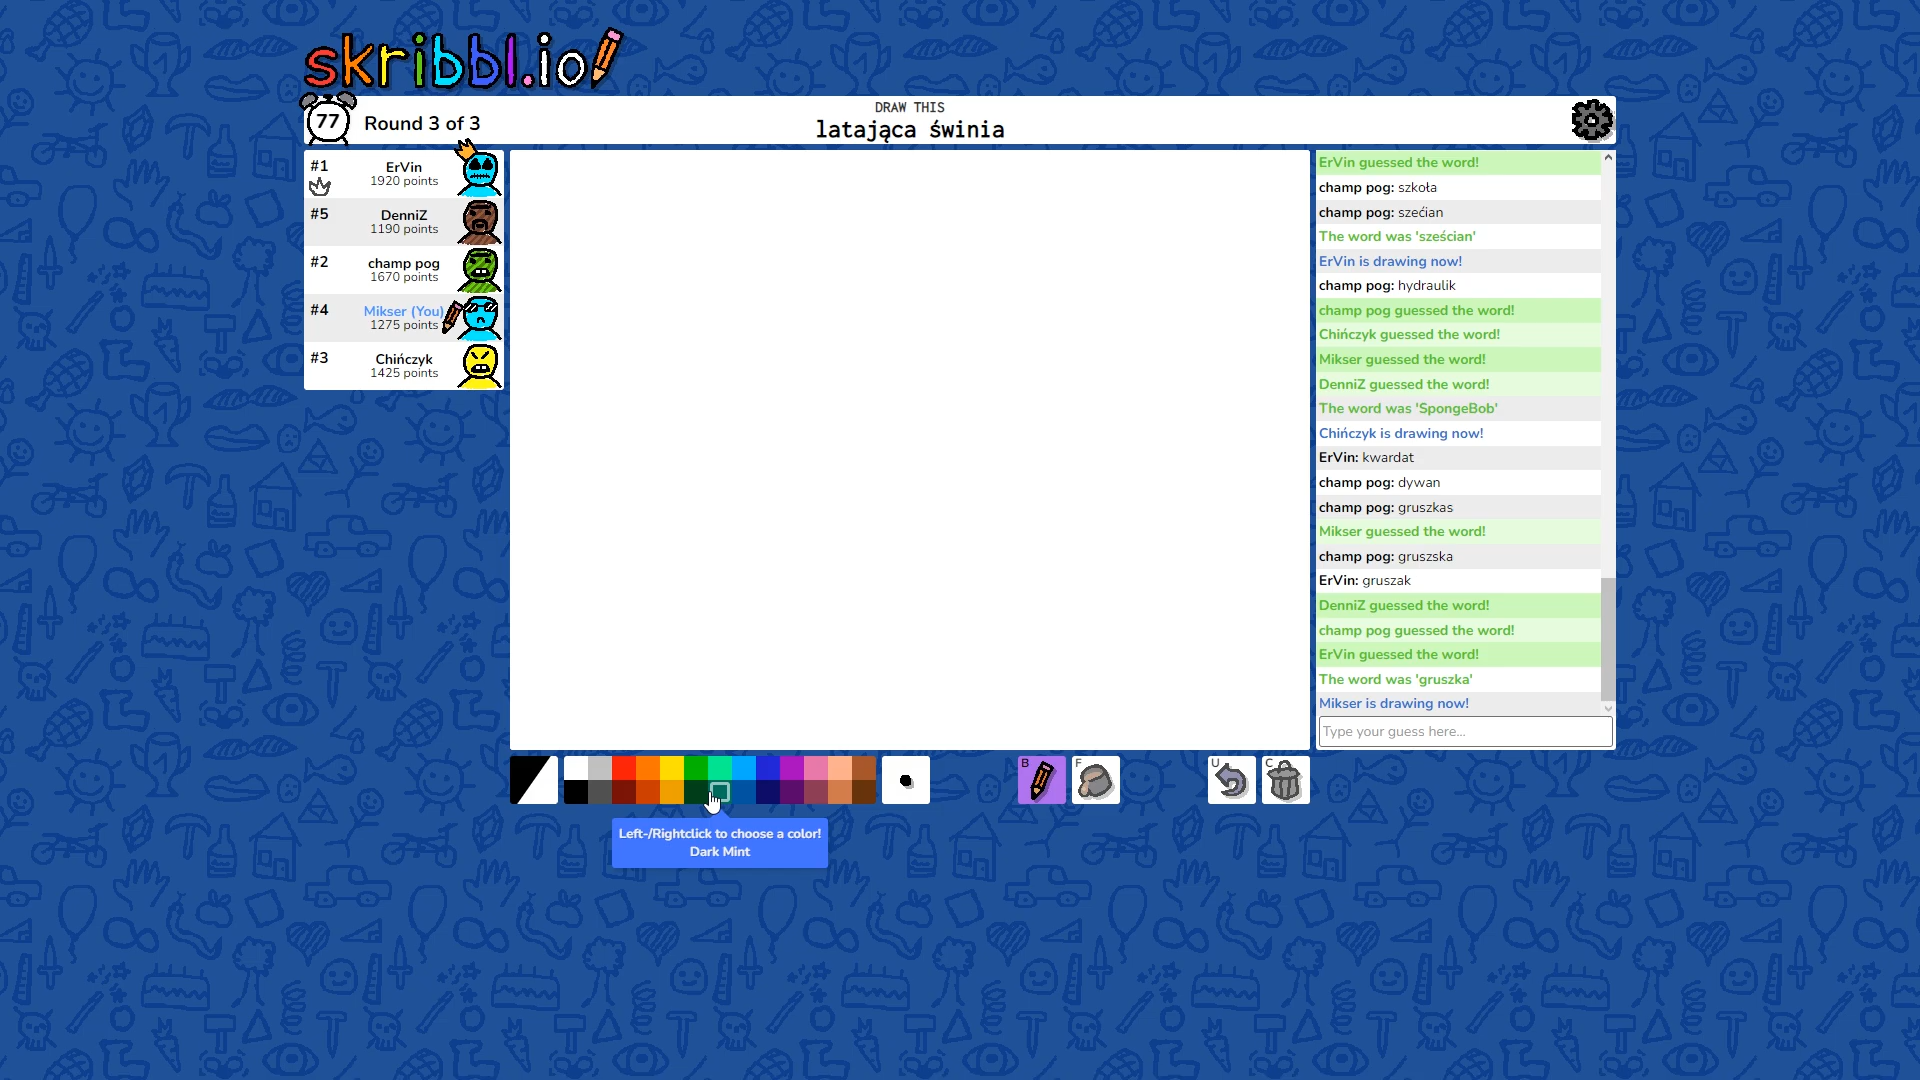 skribbl.io
77
Round 3 of 3
DRAW THIS
latająca świnia
#1
ErVin
1920 points
#5
DenniZ
1190 points
#2
champ pog
1670 points
#4
Mikser (You)
1275 points
#3
Chińczyk
1425 points
ErVin guessed the word!
champ pog: szkoła
champ pog: szećian
The word was 'sześcian'
ErVin is drawing now!
champ pog: hydraulik
champ pog guessed the word!
Chińczyk guessed the word!
Mikser guessed the word!
DenniZ guessed the word!
The word was 'SpongeBob'
Chińczyk is drawing now!
ErVin: kwardat
champ pog: dywan
champ pog: gruszkas
Mikser guessed the word!
champ pog: gruszska
ErVin: gruszak
DenniZ guessed the word!
champ pog guessed the word!
ErVin guessed the word!
The word was 'gruszka'
Mikser is drawing now!
Type your guess here...
B
F
U
C
Left-/Rightclick to choose a color!
Dark Mint